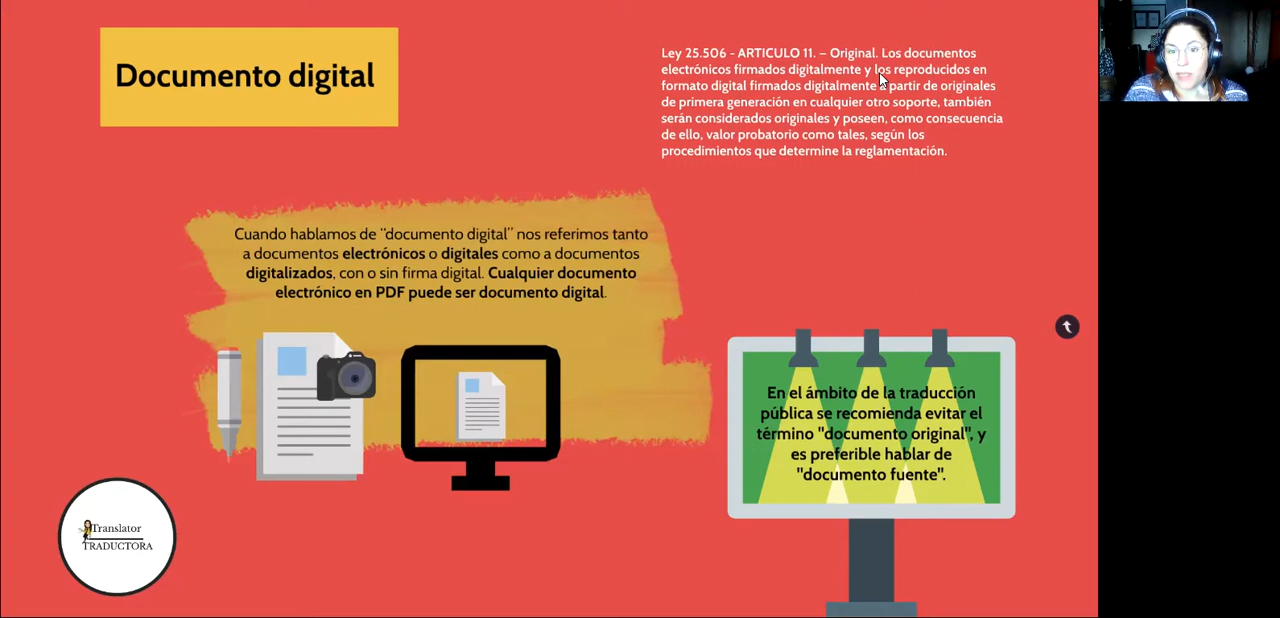 Documento digital
Ley 25.506 - ARTICULO 11. – Original. Los documentos
electrónicos firmados digitalmente y los reproducidos en
formato digital firmados digitalmente a partir de originales
de primera generación en cualquier otro soporte, también
serán considerados originales y poseen, como consecuencia
de ello, valor probatorio como tales, según los
procedimientos que determine la reglamentación.
Cuando hablamos de "documento digital" nos referimos tanto
a documentos electrónicos o digitales como a documentos
digitalizados, con o sin firma digital. Cualquier documento
electrónico en PDF puede ser documento digital.
En el ámbito de la traducción
pública se recomienda evitar el
término "documento original", y
es preferible hablar de
"documento fuente".
Translator
TRADUCTORA